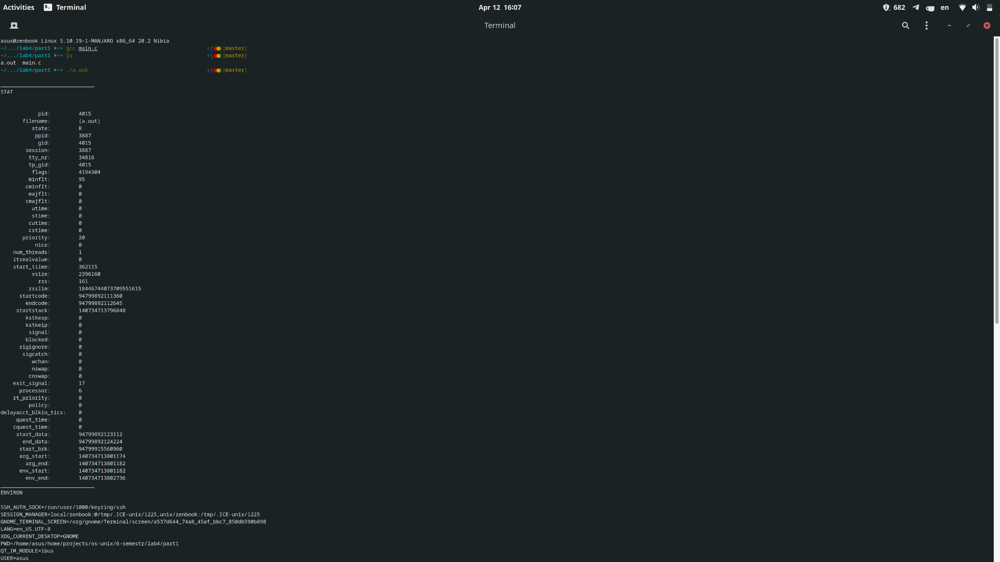 Activities Terminal Apr 12 16:07 682 en
Terminal
asus@zenbook Linux 5.10.19-1-MANJARO x86_64 20.2 Nibia
~/.../lab4/part1 >>> gcc main.c ±[●●][master]
~/.../lab4/part1 >>> ls ±[●●][master]
a.out main.c
~/.../lab4/part1 >>> ./a.out ±[●●][master]
STAT
pid: 4015
filename: (a.out)
state: R
ppid: 3887
gid: 4015
session: 3887
tty_nr: 34816
tp_gid: 4015
flags: 4194304
minflt: 95
cminflt: 0
majflt: 0
cmajflt: 0
utime: 0
stime: 0
cutime: 0
cstime: 0
priority: 20
nice: 0
num_threads: 1
itrealvalue: 0
start_tiime: 362115
vsize: 2396160
rss: 161
rsslim: 18446744073709551615
startcode: 94799892111360
endcode: 94799892112645
startstack: 140734713796848
kstkesp: 0
kstkeip: 0
signal: 0
blocked: 0
sigignore: 0
sigcatch: 0
wchan: 0
nswap: 0
cnswap: 0
exit_signal: 17
processor: 6
rt_priority: 0
policy: 0
delayacct_blkio_tics: 0
quest_time: 0
cquest_time: 0
start_data: 94799892123112
end_data: 94799892124224
start_brk: 94799915560960
arg_start: 140734713801174
arg_end: 140734713801182
env_start: 140734713801182
env_end: 140734713802736
ENVIRON
SSH_AUTH_SOCK=/run/user/1000/keyring/ssh
SESSION_MANAGER=local/zenbook:@/tmp/.ICE-unix/1225,unix/zenbook:/tmp/.ICE-unix/1225
GNOME_TERMINAL_SCREEN=/org/gnome/Terminal/screen/a537d644_74a8_45af_bbc7_850db590b898
LANG=en_US.UTF-8
XDG_CURRENT_DESKTOP=GNOME
PWD=/home/asus/home/projects/os-unix/6-semestr/lab4/part1
QT_IM_MODULE=ibus
USER=asus